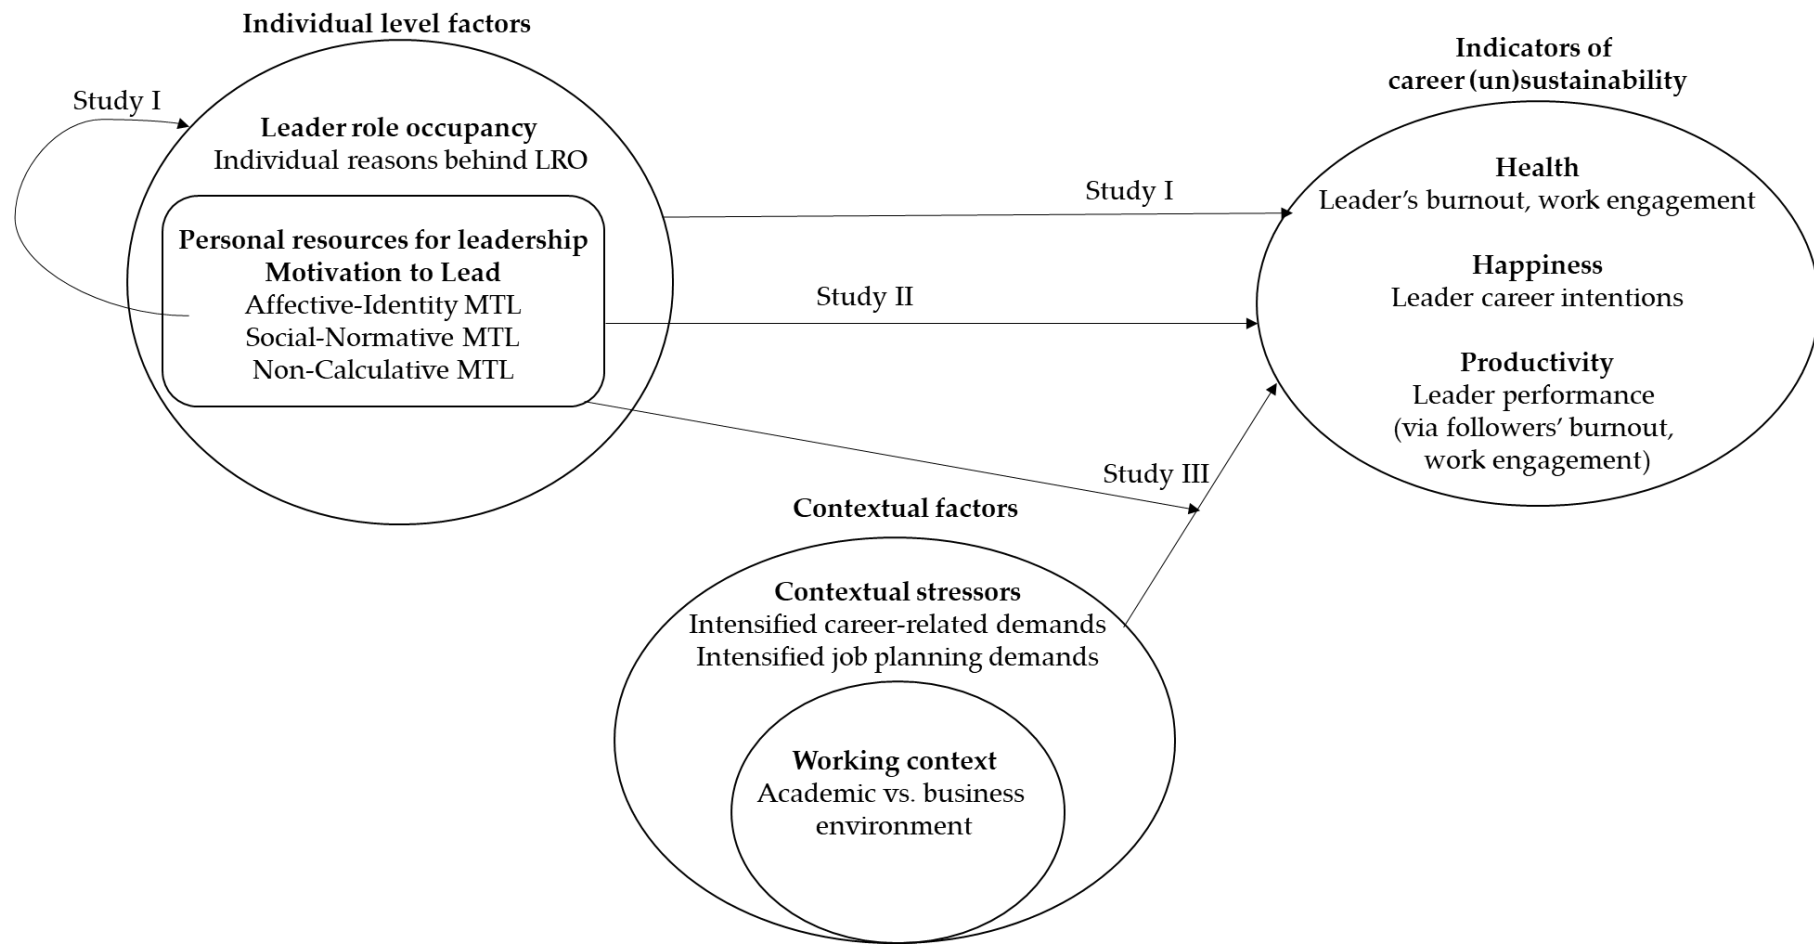 Individual level factors
Study I
Leader role occupancy
Individual reasons behind LRO
Personal resources for leadership
Motivation to Lead
Affective-Identity MTL
Social-Normative MTL
Non-Calculative MTL
Study I
Study II
Study III
Indicators of
career (un)sustainability
Health
Leader’s burnout, work engagement
Happiness
Leader career intentions
Productivity
Leader performance
(via followers’ burnout,
work engagement)
Contextual factors
Contextual stressors
Intensified career-related demands
Intensified job planning demands
Working context
Academic vs. business
environment